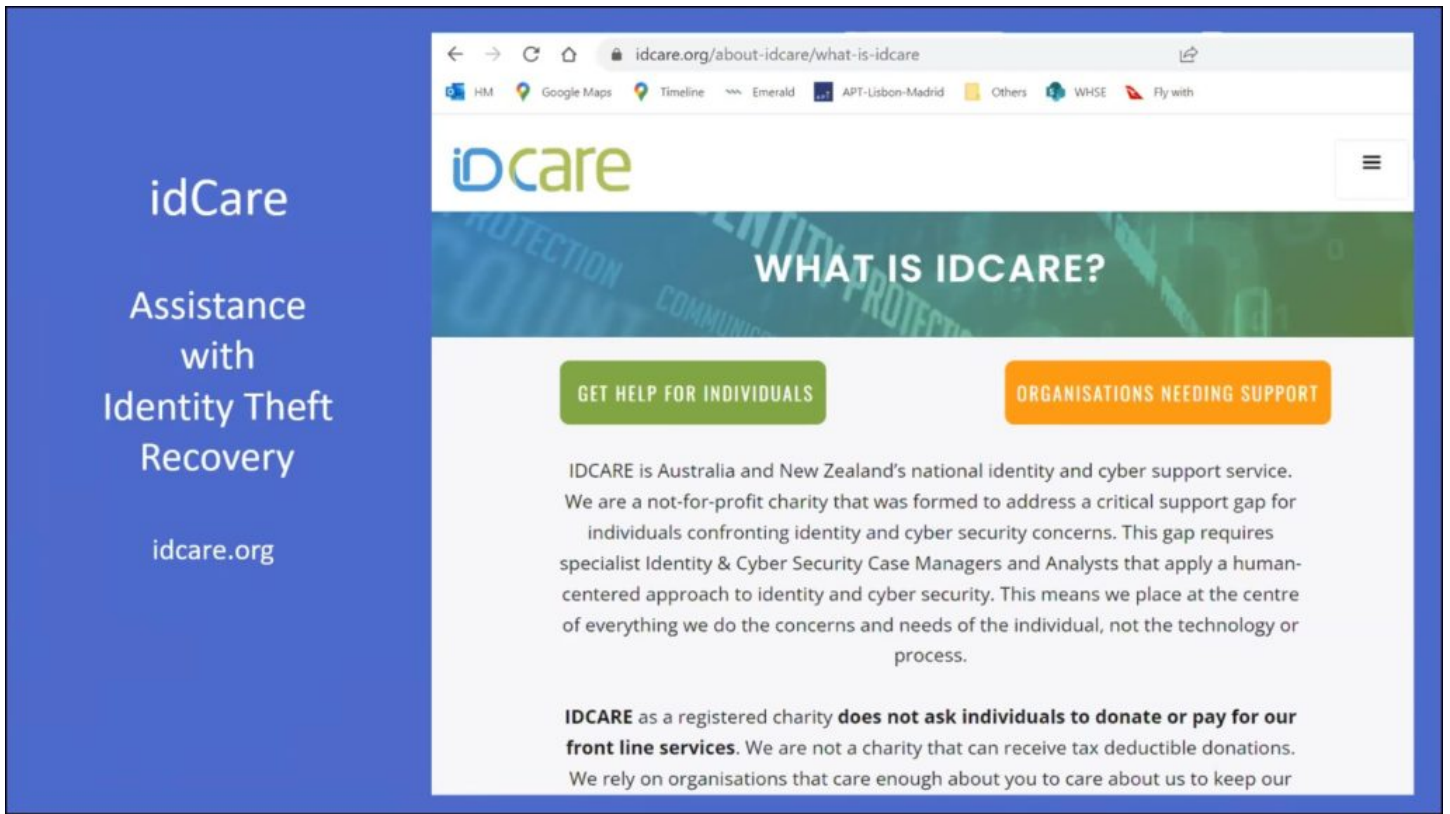 idCare
Assistance
with
Identity Theft
Recovery
idcare.org
idcare.org/about-idcare/what-is-idcare
HM Google Maps Timeline Emerald APT-Lisbon-Madrid Others WHSE Fly with
idcare
WHAT IS IDCARE?
GET HELP FOR INDIVIDUALS
ORGANISATIONS NEEDING SUPPORT
IDCARE is Australia and New Zealand's national identity and cyber support service.
We are a not-for-profit charity that was formed to address a critical support gap for
individuals confronting identity and cyber security concerns. This gap requires
specialist Identity & Cyber Security Case Managers and Analysts that apply a human-
centered approach to identity and cyber security. This means we place at the centre
of everything we do the concerns and needs of the individual, not the technology or
process.
IDCARE as a registered charity does not ask individuals to donate or pay for our
front line services. We are not a charity that can receive tax deductible donations.
We rely on organisations that care enough about you to care about us to keep our